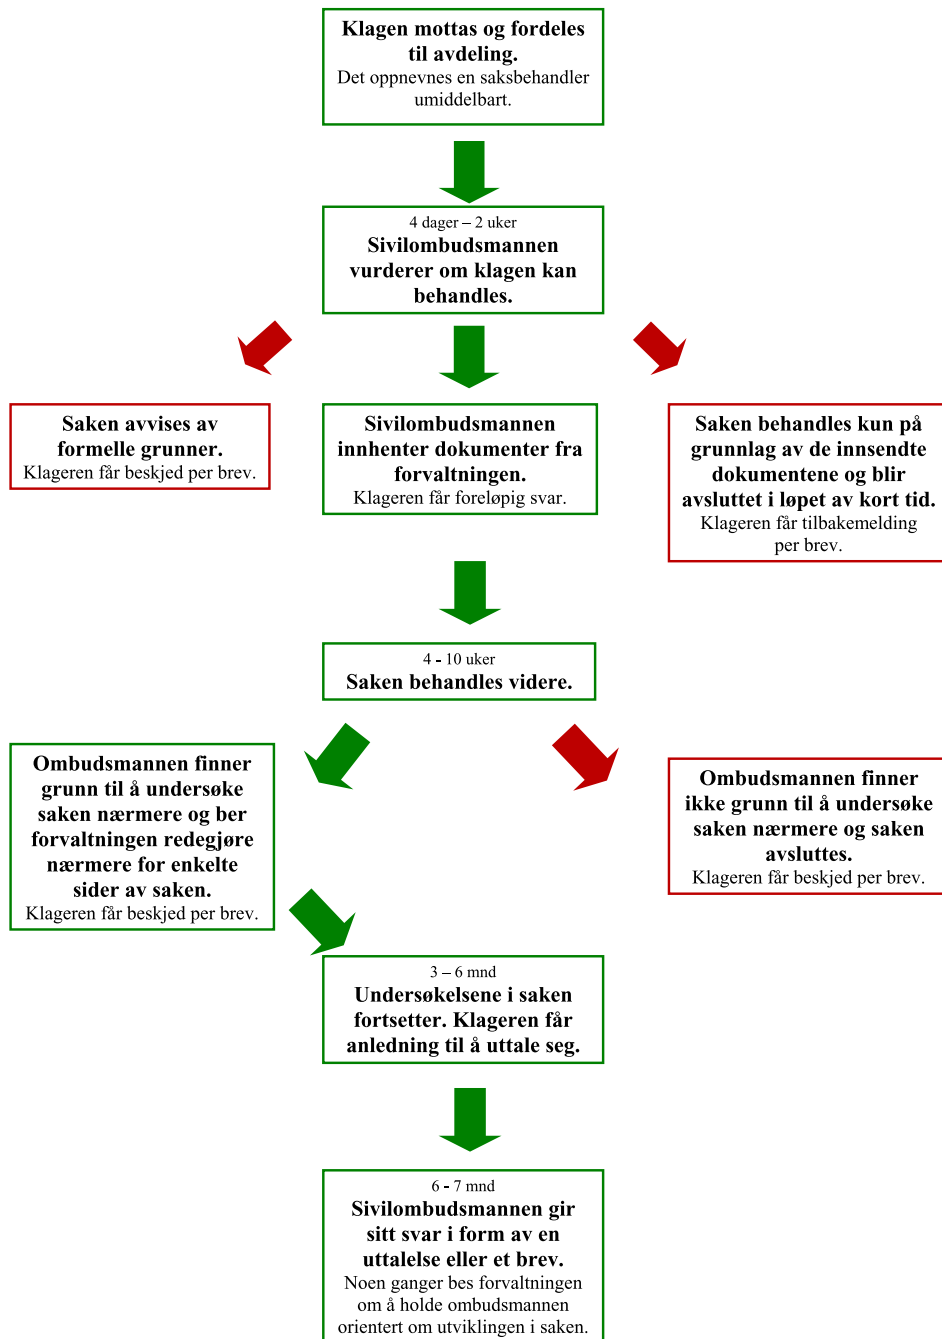 Klagen mottas og fordeles
til avdeling.
Det oppnevnes en saksbehandler
umiddelbart.
4 dager – 2 uker
Sivilombudsmannen
vurderer om klagen kan
behandles.
Saken avvises av
formelle grunner.
Klageren får beskjed per brev.
Sivilombudsmannen
innhenter dokumenter fra
forvaltningen.
Klageren får foreløpig svar.
Saken behandles kun på
grunnlag av de innsendte
dokumentene og blir
avsluttet i løpet av kort tid.
Klageren får tilbakemelding
per brev.
4 - 10 uker
Saken behandles videre.
Ombudsmannen finner
grunn til å undersøke
saken nærmere og ber
forvaltningen redegjøre
nærmere for enkelte
sider av saken.
Klageren får beskjed per brev.
Ombudsmannen finner
ikke grunn til å undersøke
saken nærmere og saken
avsluttes.
Klageren får beskjed per brev.
3 – 6 mnd
Undersøkelsene i saken
fortsetter. Klageren får
anledning til å uttale seg.
6 - 7 mnd
Sivilombudsmannen gir
sitt svar i form av en
uttalelse eller et brev.
Noen ganger bes forvaltningen
om å holde ombudsmannen
orientert om utviklingen i saken.